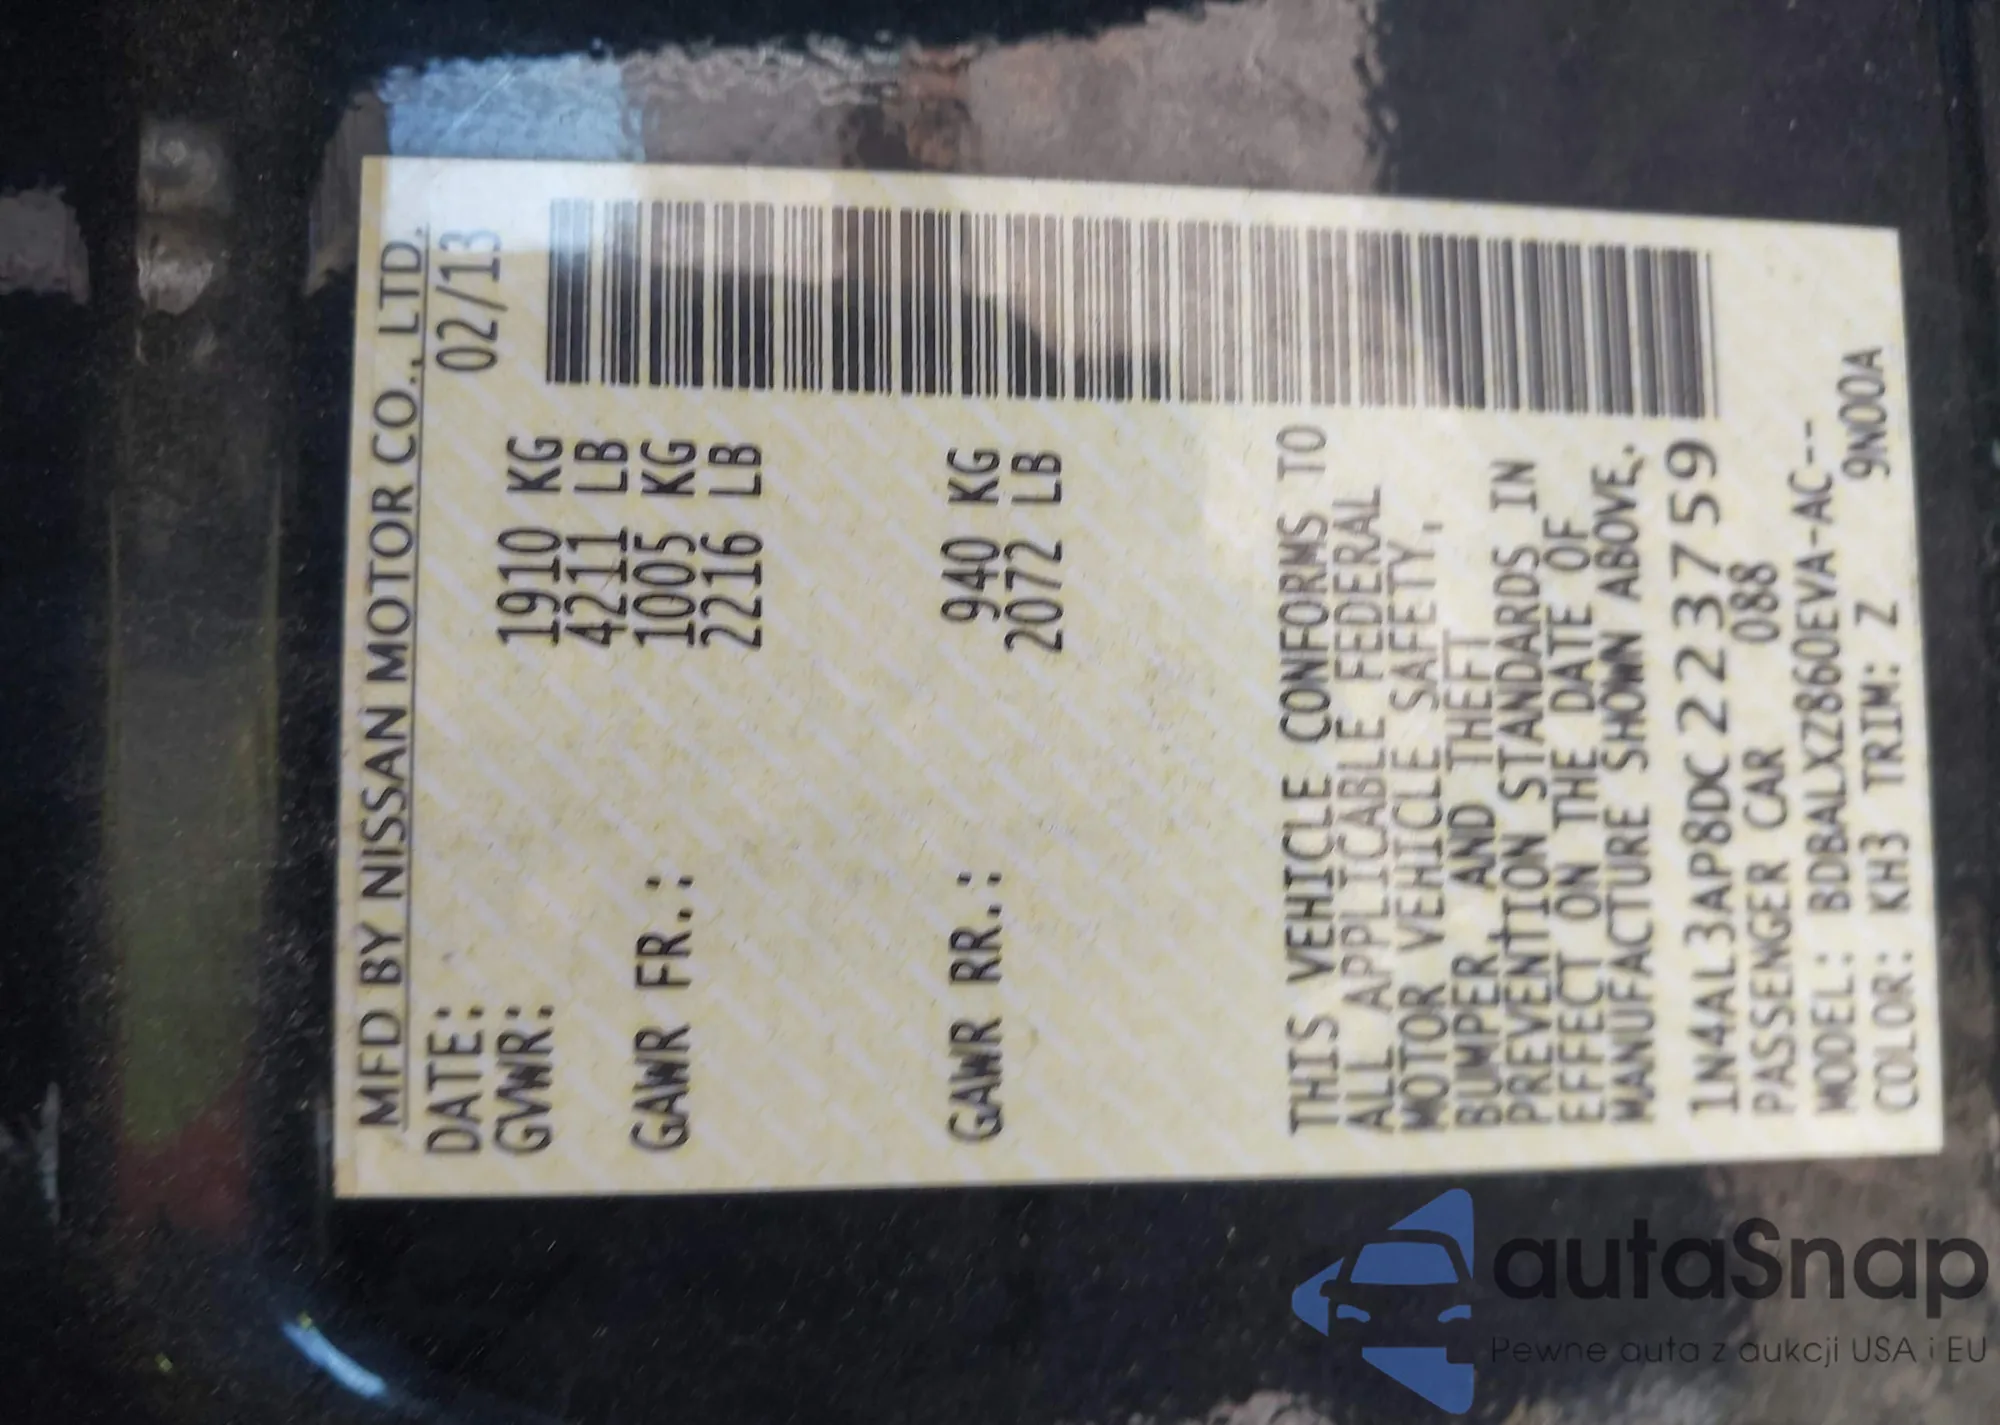 MFD BY NISSAN MOTOR CO., LTD.
DATE: 02/13
GVWR: 1910 KG
4211 LB
GAWR FR.: 1005 KG
2216 LB
GAWR RR.: 940 KG
2072 LB
THIS VEHICLE CONFORMS TO
ALL APPLICABLE FEDERAL
MOTOR VEHICLE SAFETY,
BUMPER, AND THEFT
PREVENTION STANDARDS IN
EFFECT ON THE DATE OF
MANUFACTURE SHOWN ABOVE.
1N4AL3AP8DC223759
PASSENGER CAR 088
MODEL: BDBALXZ860EVA-AC--
COLOR: KH3 TRIM: Z 9N00A
autaSnap
Pewne auta z aukcji USA i EU